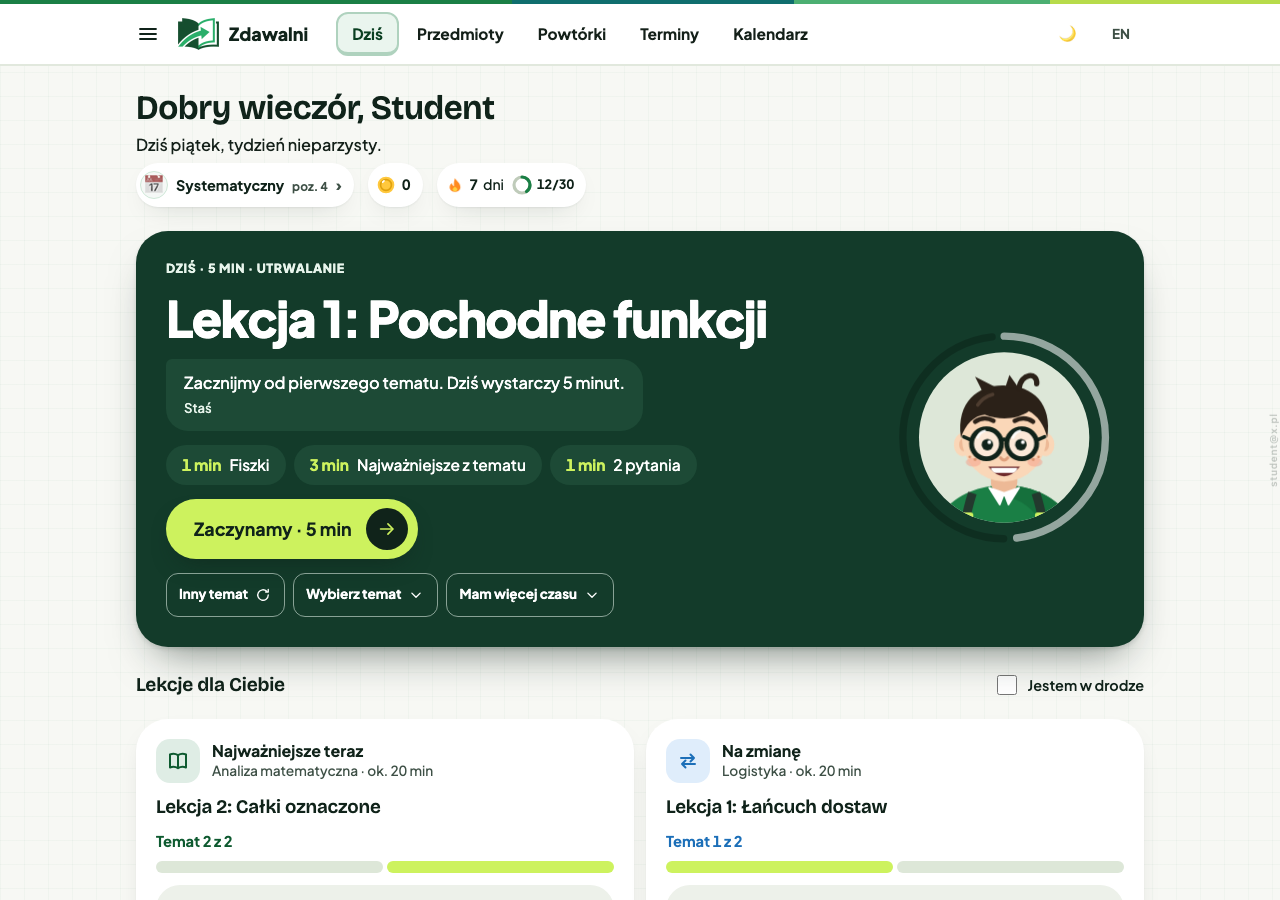 Zdawalni
Dziś
Przedmioty
Powtórki
Terminy
Kalendarz
EN
Dobry wieczór, Student
Dziś piątek, tydzień nieparzysty.
17 Systematyczny poz. 4 ›
0
7 dni 12/30
DZIŚ · 5 MIN · UTRWALANIE
Lekcja 1: Pochodne funkcji
Zacznijmy od pierwszego tematu. Dziś wystarczy 5 minut.
Staś
1 min Fiszki
3 min Najważniejsze z tematu
1 min 2 pytania
Zaczynamy · 5 min
Inny temat
Wybierz temat
Mam więcej czasu
student@x.pl
Lekcje dla Ciebie
Jestem w drodze
Najważniejsze teraz
Analiza matematyczna · ok. 20 min
Lekcja 2: Całki oznaczone
Temat 2 z 2
Na zmianę
Logistyka · ok. 20 min
Lekcja 1: Łańcuch dostaw
Temat 1 z 2